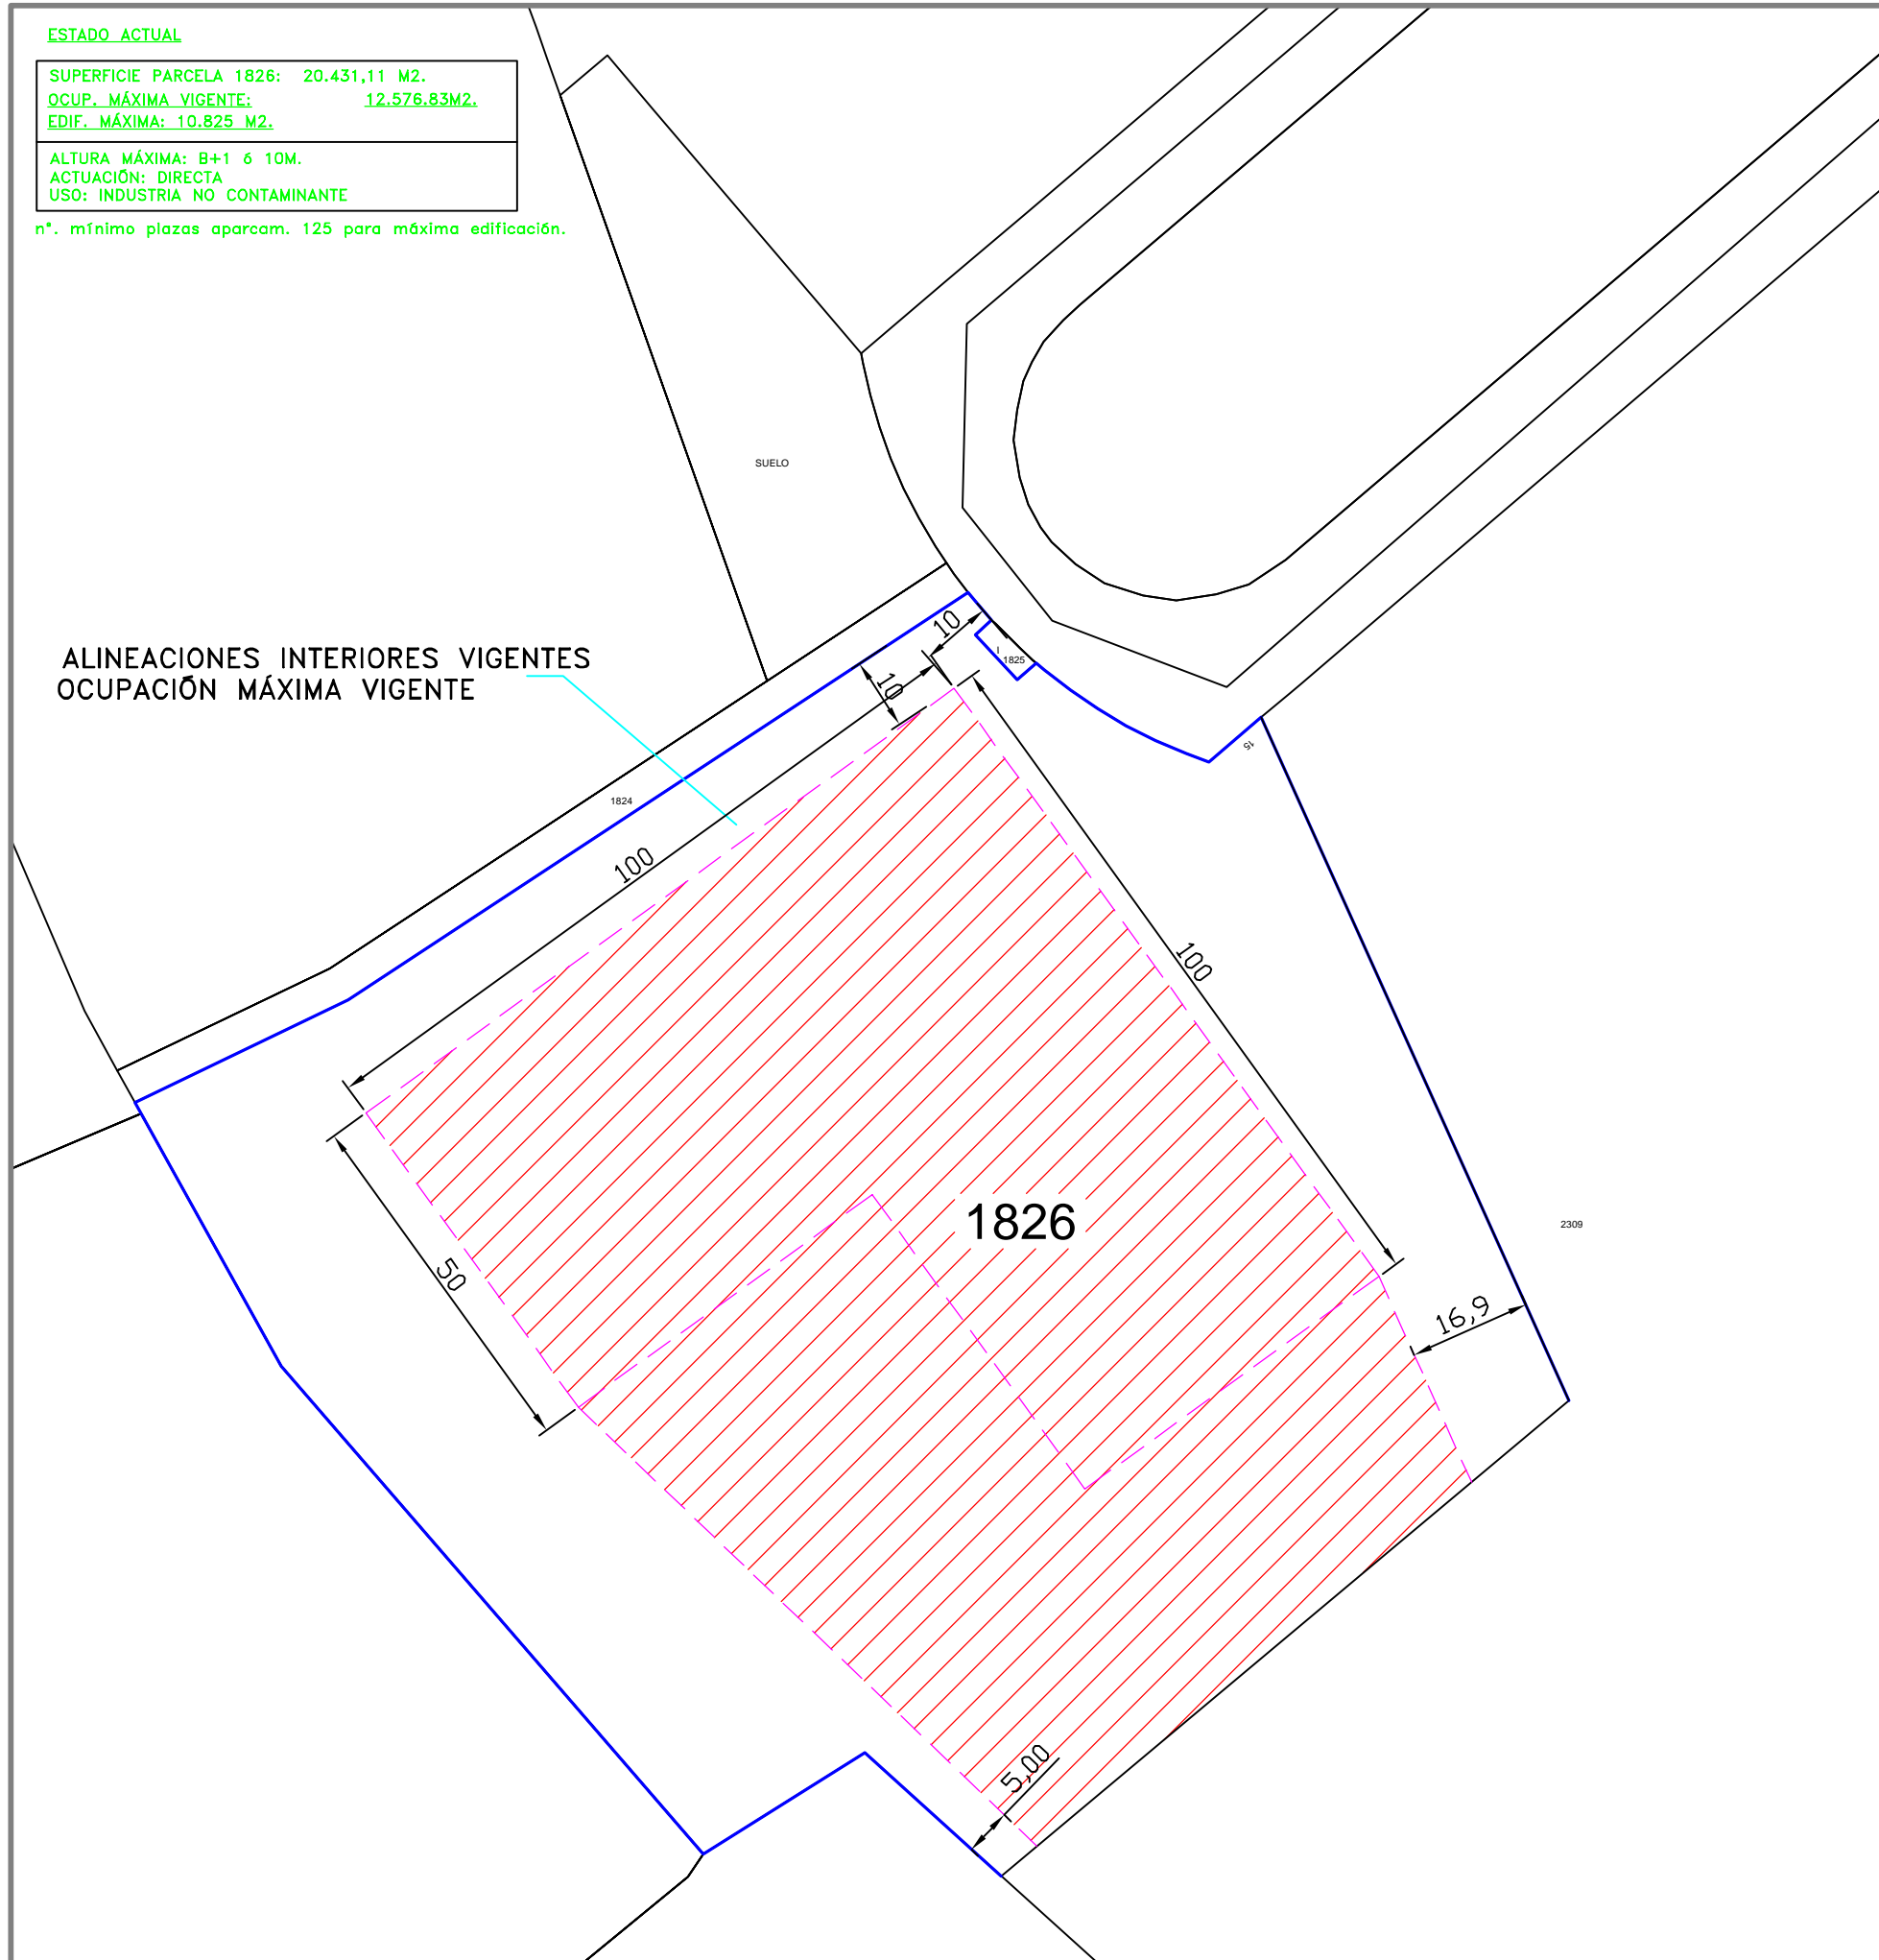 ESTADO ACTUAL
SUPERFICIE PARCELA 1826: 20.431,11 M2.
OCUP. MÁXIMA VIGENTE: 12.576.83M2.
EDIF. MÁXIMA: 10.825 M2.
ALTURA MÁXIMA: B+1 ó 10M.
ACTUACIÓN: DIRECTA
USO: INDUSTRIA NO CONTAMINANTE
n°. mínimo plazas aparcam. 125 para máxima edificación.
SUELO
10
I
1825
ALINEACIONES INTERIORES VIGENTES
OCUPACIÓN MÁXIMA VIGENTE
10
15
1824
100
100
1826
2309
50
16,9
5,00